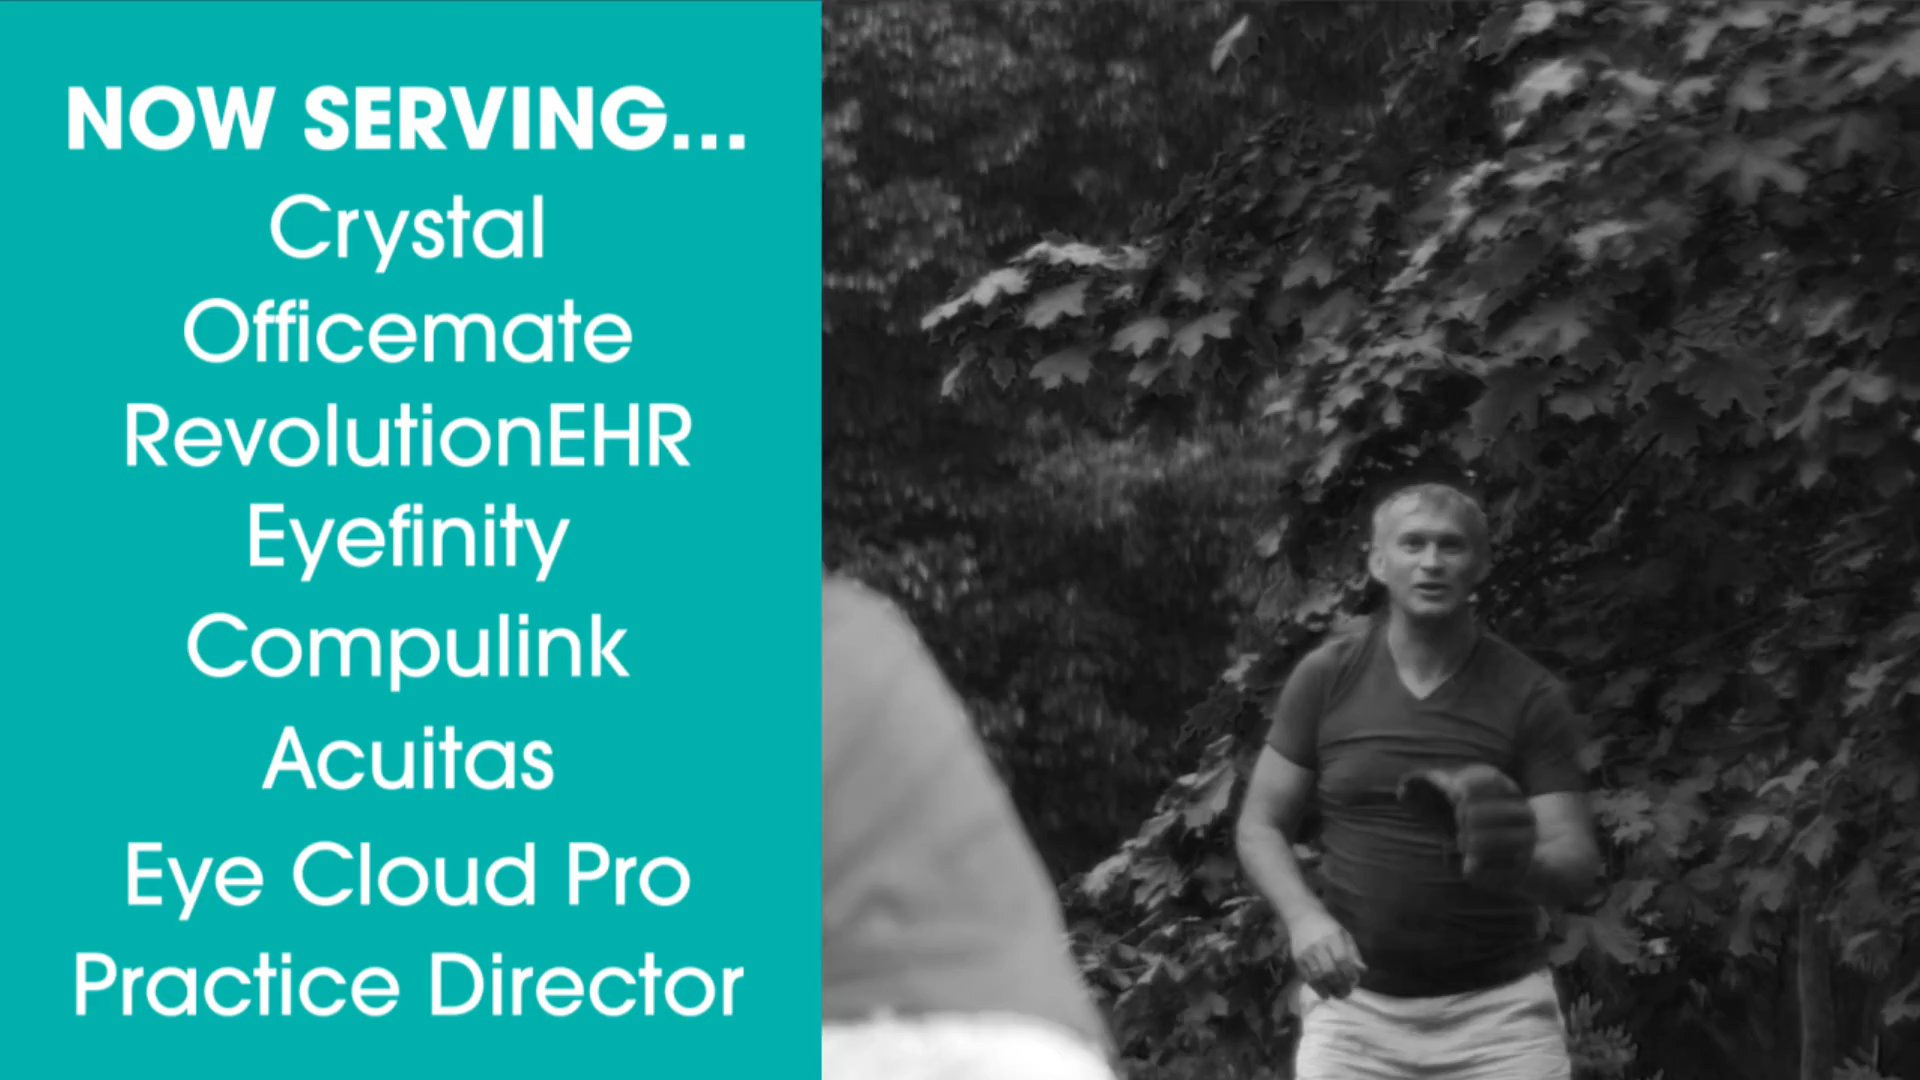 NOW SERVING...
Crystal
Officemate
RevolutionEHR
Eyefinity
Compulink
Acuitas
Eye Cloud Pro
Practice Director